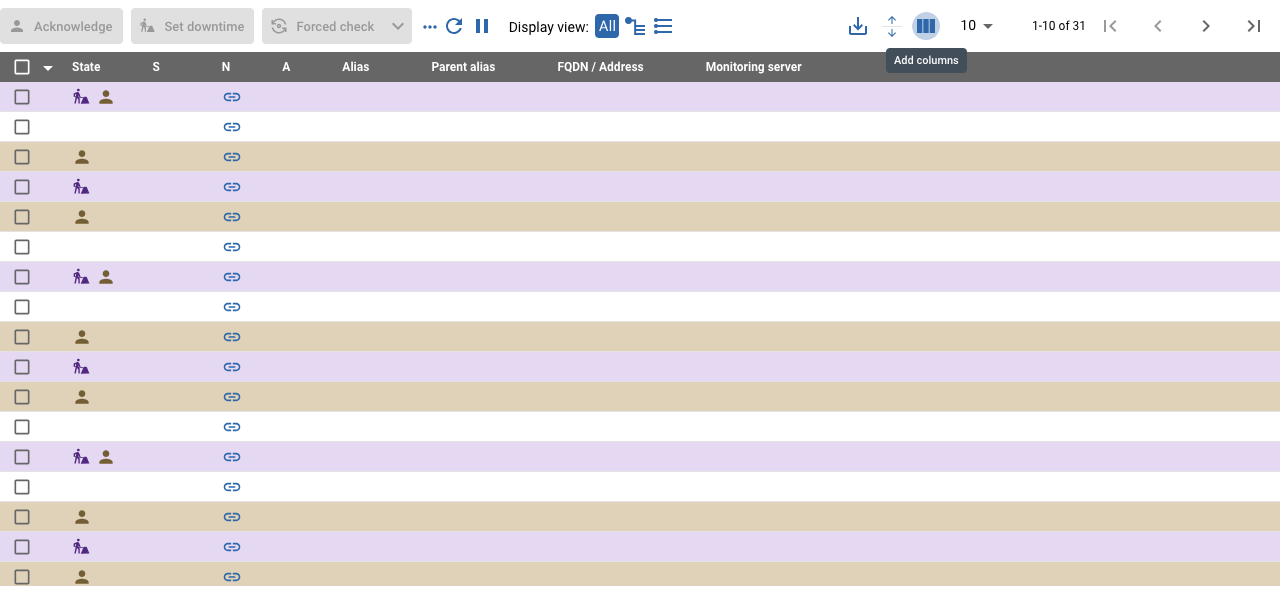 Acknowledge Set downtime Forced check Display view: All 10 1-10 of 31
Add columns
State S N A Alias Parent alias FQDN / Address Monitoring server